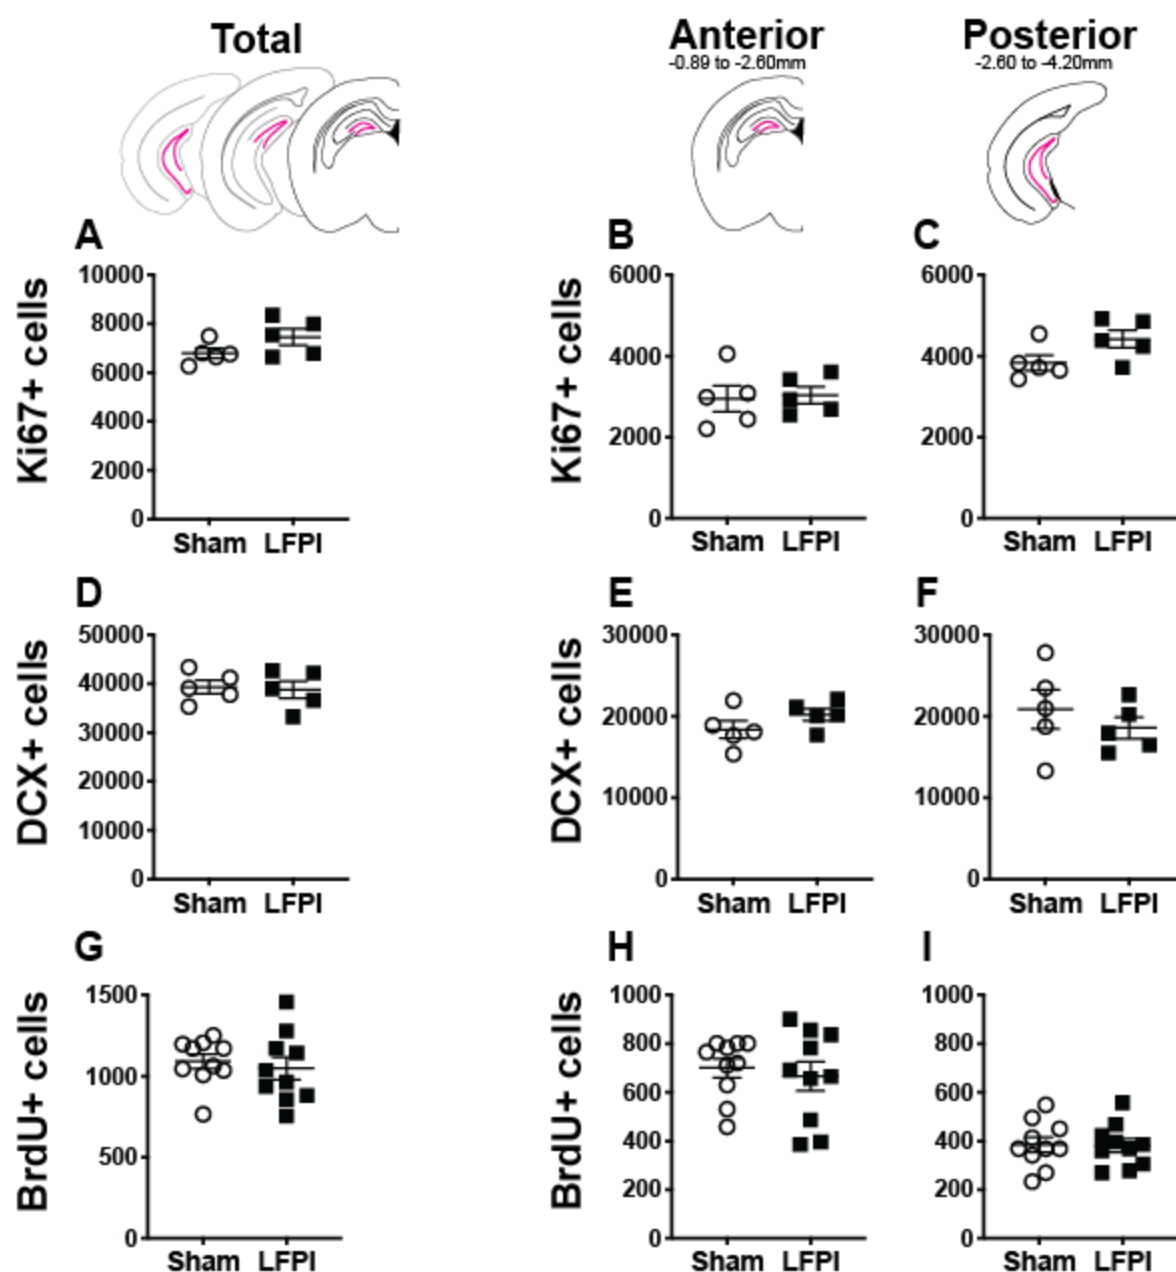 Total
Anterior
-0.89 to -2.60mm
Posterior
-2.60 to -4.20mm
A
B
C
Ki67+ cells
10000
8000
6000
4000
2000
0
Sham LFPI
Ki67+ cells
6000
4000
2000
0
Sham LFPI
6000
4000
2000
0
Sham LFPI
D
E
F
DCX+ cells
50000
40000
30000
20000
10000
0
Sham LFPI
DCX+ cells
30000
20000
10000
0
Sham LFPI
30000
20000
10000
0
Sham LFPI
G
H
I
BrdU+ cells
1500
1000
500
0
Sham LFPI
BrdU+ cells
1000
800
600
400
200
0
Sham LFPI
1000
800
600
400
200
0
Sham LFPI